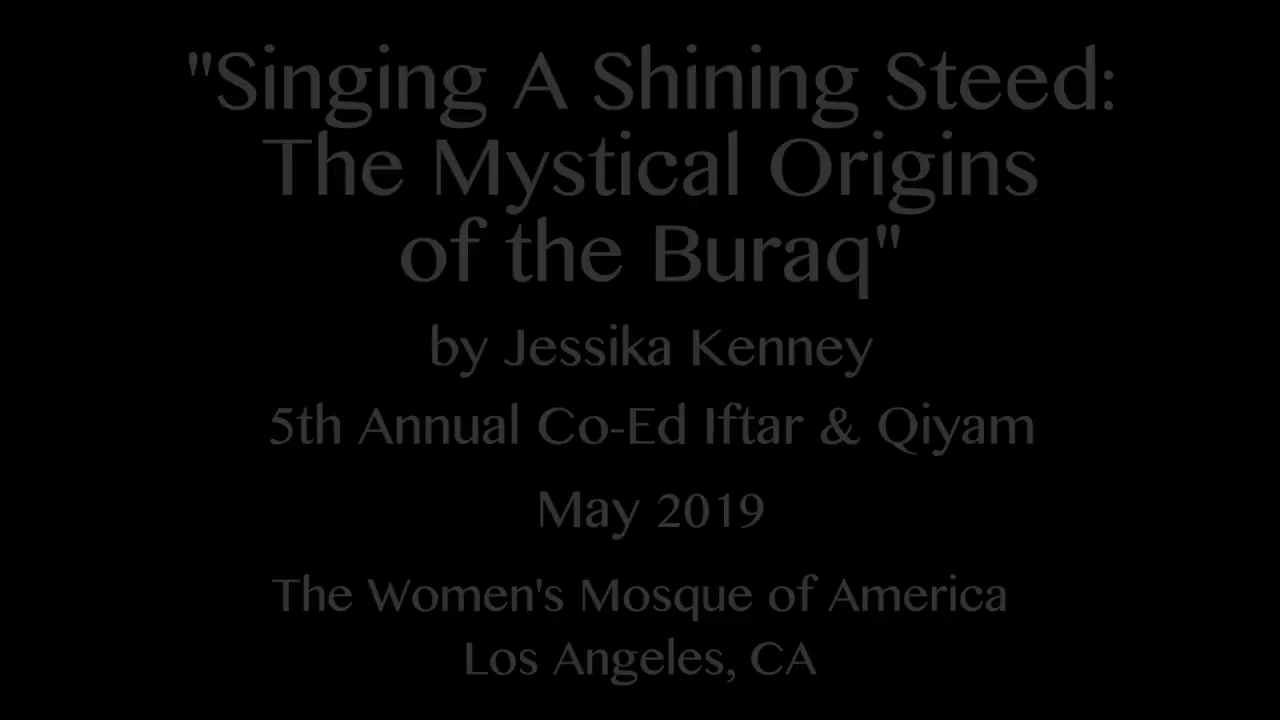 "Singing A Shining Steed:
The Mystical Origins
of the Buraq"
by Jessika Kenney
5th Annual Co-Ed Iftar & Qiyam
May 2019
The Women's Mosque of America
Los Angeles, CA